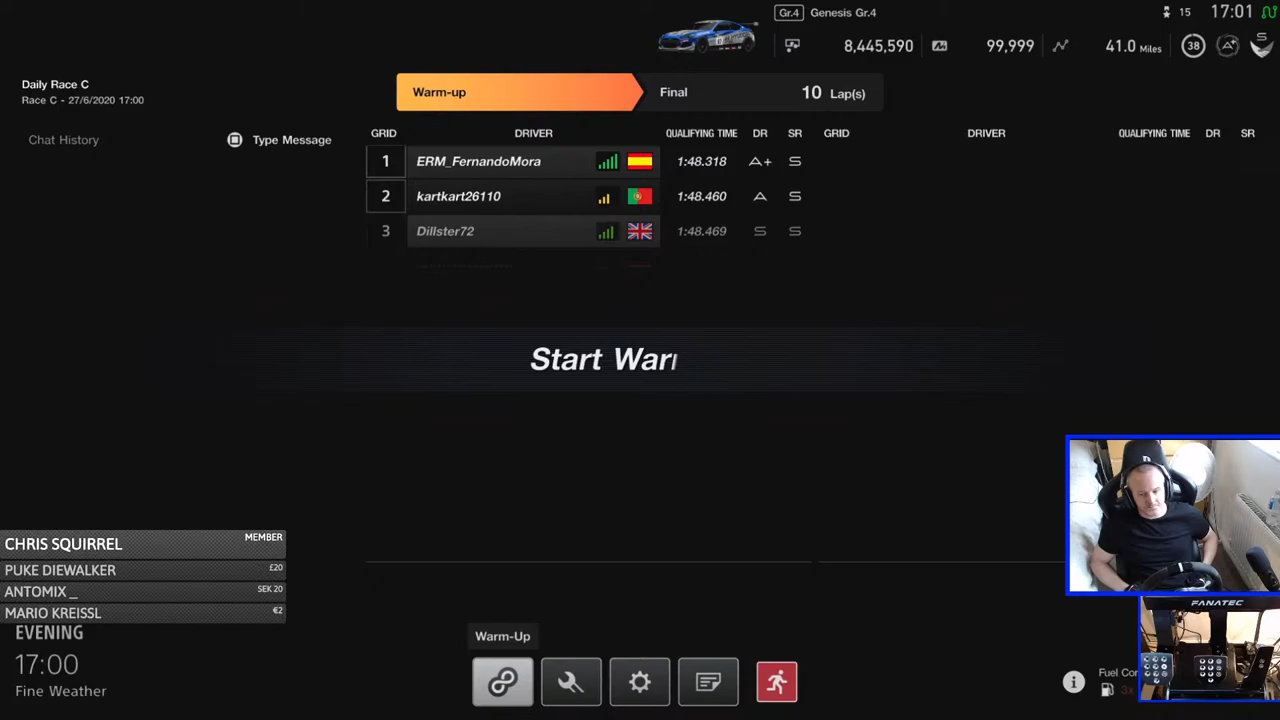 Gr.4 Genesis Gr.4
15 17:01
8,445,590 99,999 41.0 Miles 38 A+ S
Daily Race C
Race C - 27/6/2020 17:00
Warm-up Final 10 Lap(s)
Chat History Type Message
GRID DRIVER QUALIFYING TIME DR SR GRID DRIVER QUALIFYING TIME DR SR
1 ERM_FernandoMora 1:48.318 A+ S
2 kartkart26110 1:48.460 A S
3 Dillster72 1:48.469 S S
Start War
CHRIS SQUIRREL MEMBER
PUKE DIEWALKER £20
ANTOMIX _ SEK 20
MARIO KREISSL €2
EVENING
17:00
Fine Weather
Warm-Up
Fuel Con
3x
FANATEC